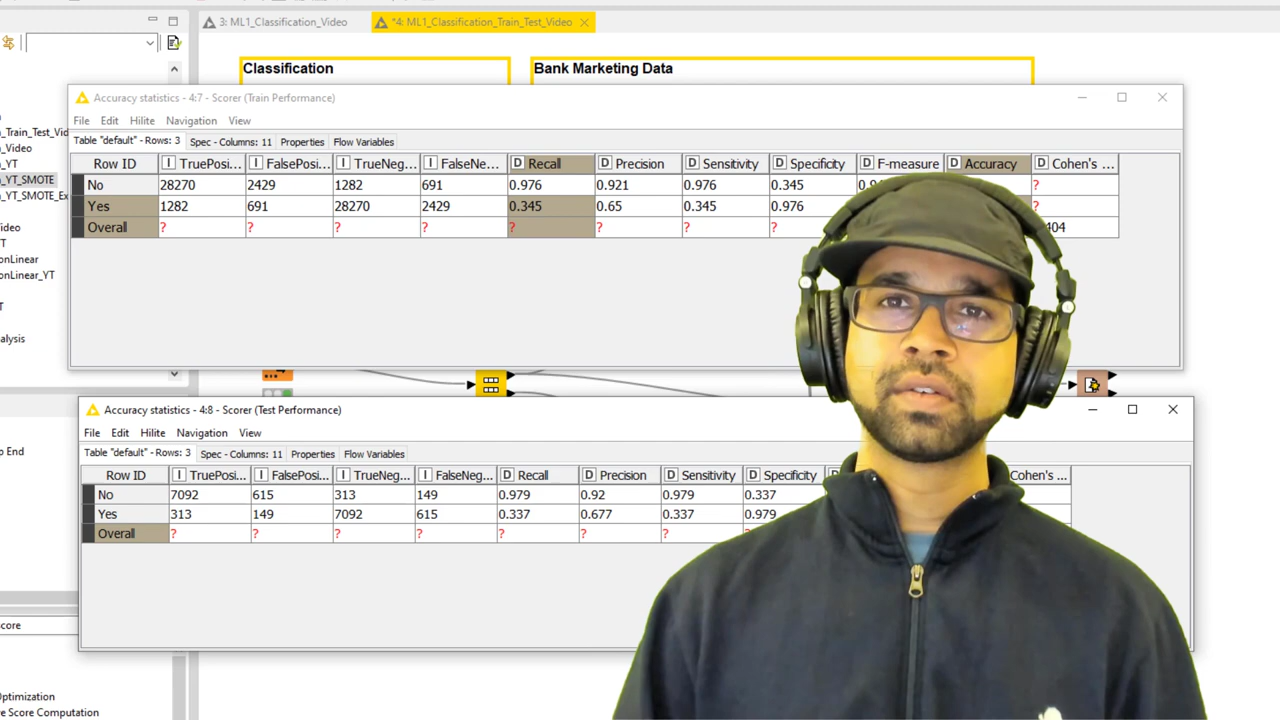 3: ML1_Classification_Video
*4: ML1_Classification_Train_Test_Video
Classification
Bank Marketing Data
Accuracy statistics - 4:7 - Scorer (Train Performance)
File Edit Hilite Navigation View
Table "default" - Rows: 3 Spec - Columns: 11 Properties Flow Variables
Row ID I TruePosi... I FalsePosi... I TrueNeg... I FalseNe... D Recall D Precision D Sensitivity D Specificity D F-measure D Accuracy D Cohen's ...
No 28270 2429 1282 691 0.976 0.921 0.976 0.345 ?
Yes 1282 691 28270 2429 0.345 0.65 0.345 0.976 ?
Overall ? ? ? ? ? ? ? ?
_Train_Test_Vid
_Video
_YT
_YT_SMOTE
_YT_SMOTE_Ex
ideo
onLinear
onLinear_YT
alysis
Accuracy statistics - 4:8 - Scorer (Test Performance)
File Edit Hilite Navigation View
Table "default" - Rows: 3 Spec - Columns: 11 Properties Flow Variables
Row ID I TruePosi... I FalsePosi... I TrueNeg... I FalseNeg... D Recall D Precision D Sensitivity D Specificity Cohen's ...
No 7092 615 313 149 0.979 0.92 0.979 0.337
Yes 313 149 7092 615 0.337 0.677 0.337 0.979
Overall ? ? ? ? ? ? ? ?
p End
core
ptimization
e Score Computation